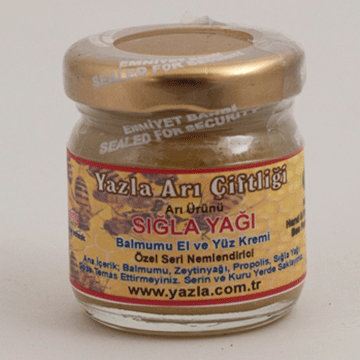 EMNİYET BANDI
SEALED FOR SECURITY
EMNİYET BANDI
SEALED FOR SECURITY
Yazla Arı Çiftliği
Arı Ürünü
SIĞLA YAĞI
Balmumu El ve Yüz Kremi
Özel Seri Nemlendirici
Ana İçerik; Balmumu, Zeytinyağı, Propolis, Sığla Yağı
Temas Ettirmeyiniz. Serin ve Kuru Yerde Saklayınız.
www.yazla.com.tr